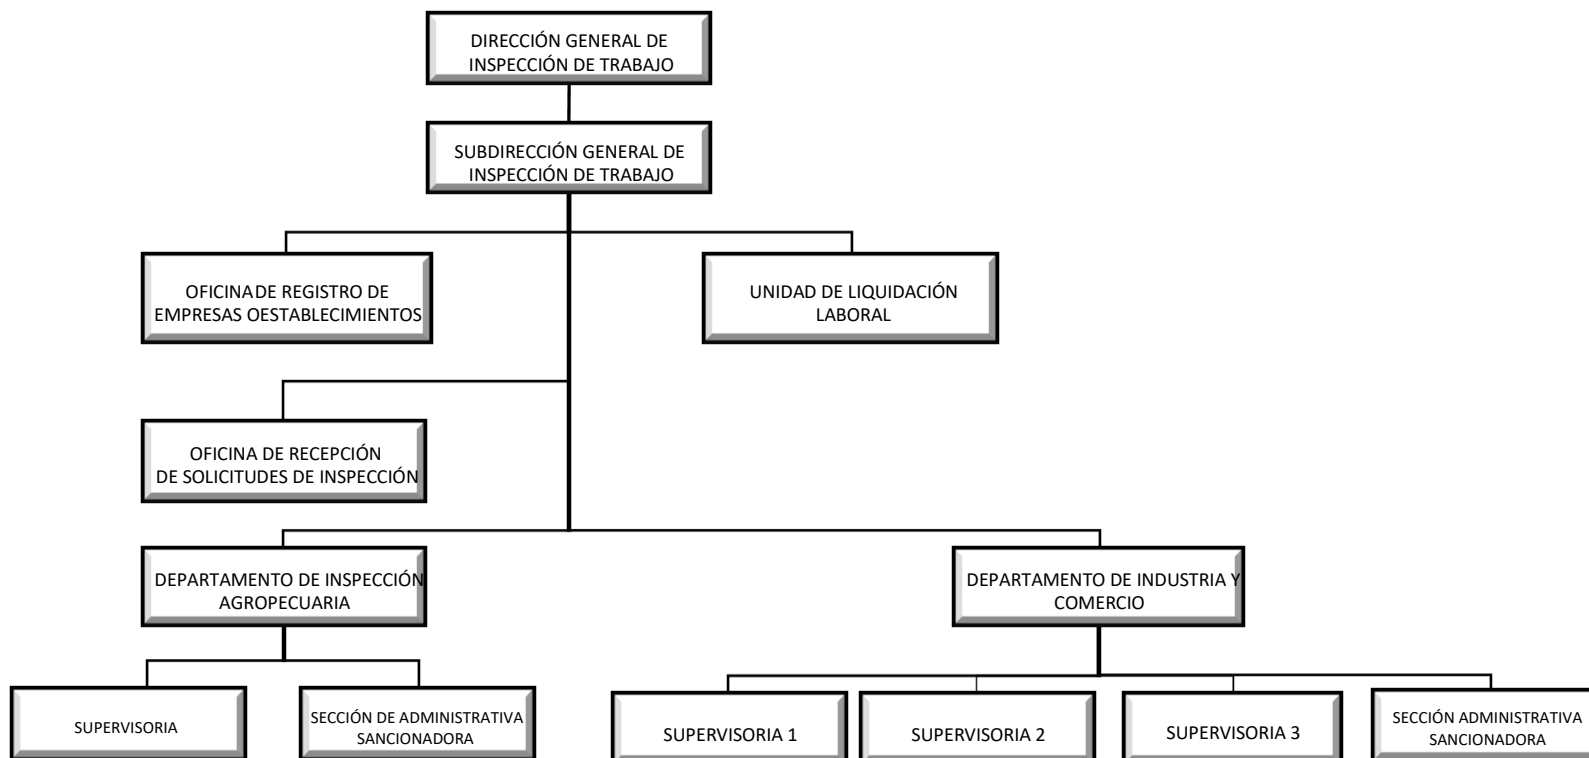 DIRECCIÓN GENERAL DE
INSPECCIÓN DE TRABAJO
SUBDIRECCIÓN GENERAL DE
INSPECCIÓN DE TRABAJO
OFICINA DE REGISTRO DE
EMPRESAS OESTABLECIMIENTOS
UNIDAD DE LIQUIDACIÓN
LABORAL
OFICINA DE RECEPCIÓN
DE SOLICITUDES DE INSPECCIÓN
DEPARTAMENTO DE INSPECCIÓN
AGROPECUARIA
DEPARTAMENTO DE INDUSTRIA Y
COMERCIO
SUPERVISORIA
SECCIÓN DE ADMINISTRATIVA
SANCIONADORA
SUPERVISORIA 1
SUPERVISORIA 2
SUPERVISORIA 3
SECCIÓN ADMINISTRATIVA
SANCIONADORA